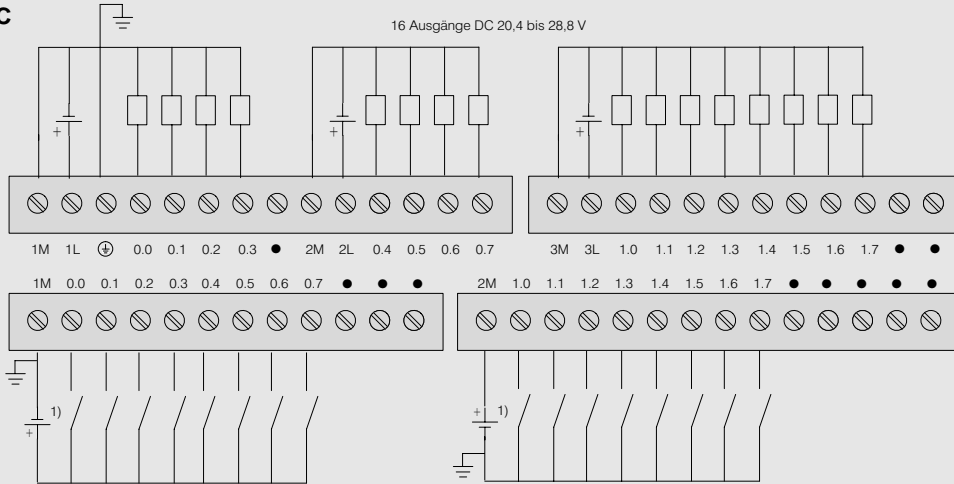 C
16 Ausgänge DC 20,4 bis 28,8 V
+ + +
1M 1L 0.0 0.1 0.2 0.3 ● 2M 2L 0.4 0.5 0.6 0.7 3M 3L 1.0 1.1 1.2 1.3 1.4 1.5 1.6 1.7 ● ●
1M 0.0 0.1 0.2 0.3 0.4 0.5 0.6 0.7 ● ● ● 2M 1.0 1.1 1.2 1.3 1.4 1.5 1.6 1.7 ● ● ● ● ●
1) + 1)
+